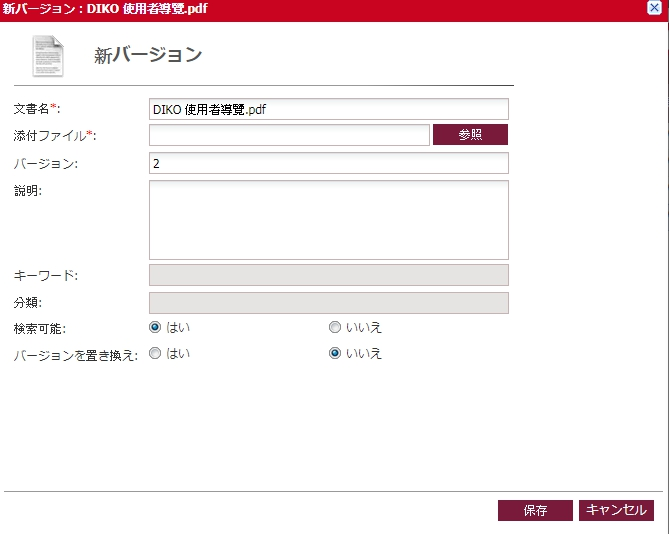 新バージョン：DIKO 使用者導覽.pdf
新バージョン
文書名*:
DIKO 使用者導覽.pdf
添付ファイル*:
参照
バージョン:
2
説明:
キーワード:
分類:
検索可能:
はい
いいえ
バージョンを置き換え:
はい
いいえ
保存
キャンセル